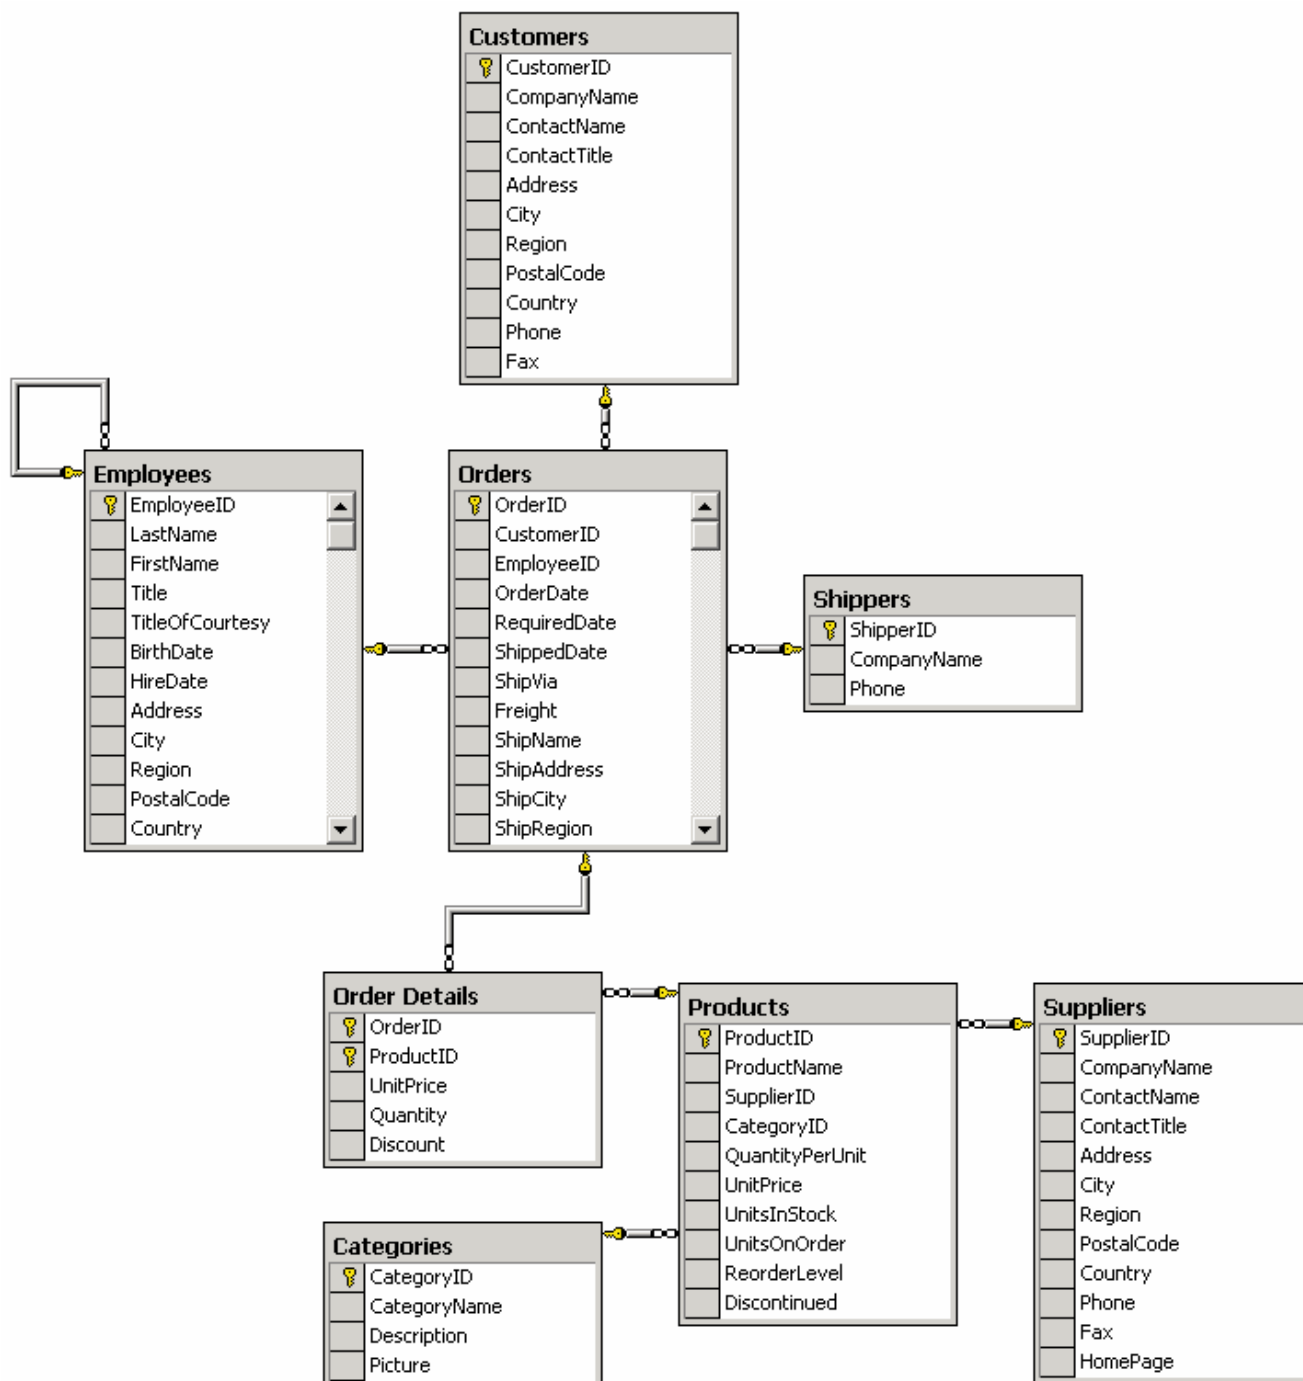 Customers
CustomerID
CompanyName
ContactName
ContactTitle
Address
City
Region
PostalCode
Country
Phone
Fax
Employees
EmployeeID
LastName
FirstName
Title
TitleOfCourtesy
BirthDate
HireDate
Address
City
Region
PostalCode
Country
Orders
OrderID
CustomerID
EmployeeID
OrderDate
RequiredDate
ShippedDate
ShipVia
Freight
ShipName
ShipAddress
ShipCity
ShipRegion
Shippers
ShipperID
CompanyName
Phone
Order Details
OrderID
ProductID
UnitPrice
Quantity
Discount
Products
ProductID
ProductName
SupplierID
CategoryID
QuantityPerUnit
UnitPrice
UnitsInStock
UnitsOnOrder
ReorderLevel
Discontinued
Suppliers
SupplierID
CompanyName
ContactName
ContactTitle
Address
City
Region
PostalCode
Country
Phone
Fax
HomePage
Categories
CategoryID
CategoryName
Description
Picture